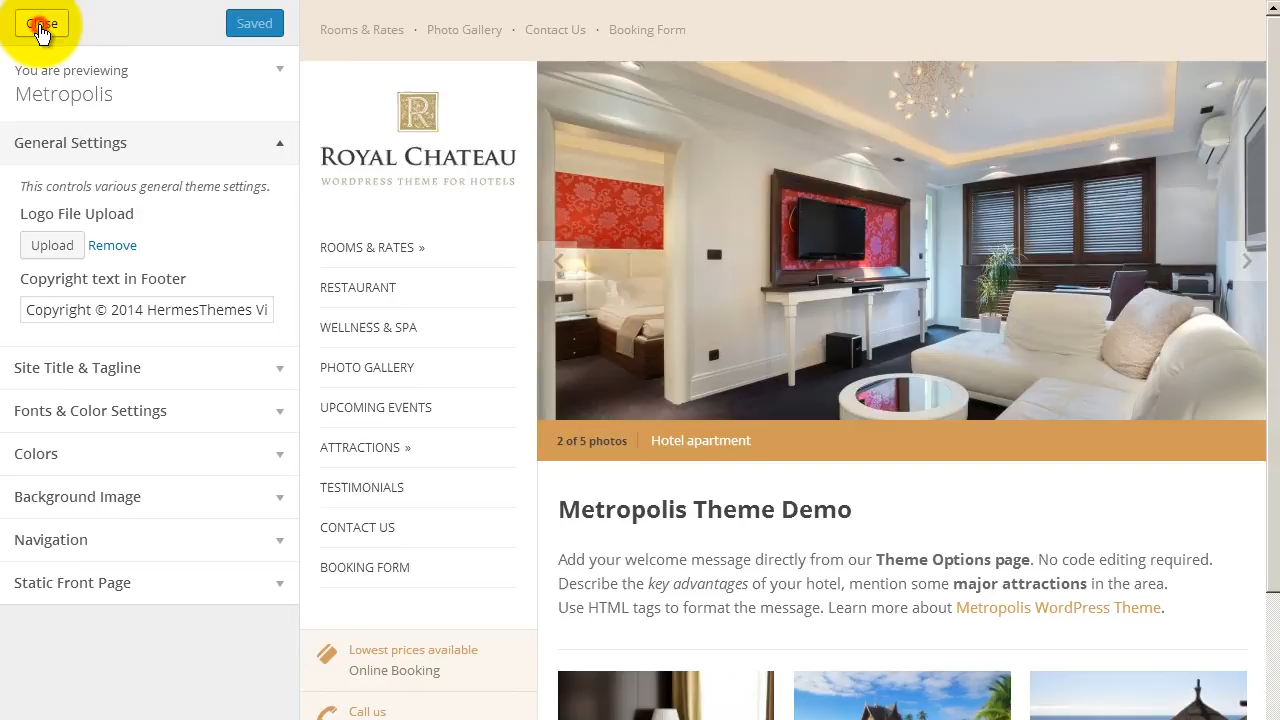 Close
Saved
You are previewing
Metropolis
General Settings
This controls various general theme settings.
Logo File Upload
Upload Remove
Copyright text in Footer
Copyright © 2014 HermesThemes Vi
Site Title & Tagline
Fonts & Color Settings
Colors
Background Image
Navigation
Static Front Page
Rooms & Rates · Photo Gallery · Contact Us · Booking Form
R
ROYAL CHATEAU
WORDPRESS THEME FOR HOTELS
ROOMS & RATES »
RESTAURANT
WELLNESS & SPA
PHOTO GALLERY
UPCOMING EVENTS
ATTRACTIONS »
TESTIMONIALS
CONTACT US
BOOKING FORM
Lowest prices available
Online Booking
Call us
2 of 5 photos Hotel apartment
Metropolis Theme Demo
Add your welcome message directly from our Theme Options page. No code editing required.
Describe the key advantages of your hotel, mention some major attractions in the area.
Use HTML tags to format the message. Learn more about Metropolis WordPress Theme.